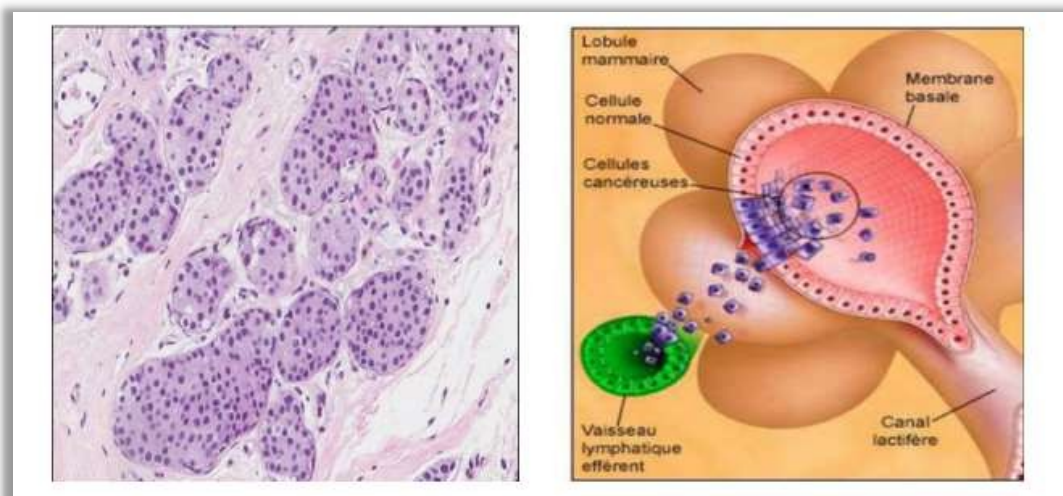 Lobule
mammaire
Cellule
normale
Cellules
cancéreuses
Membrane
basale
Vaisseau
lymphatique
efférent
Canal
lactifère